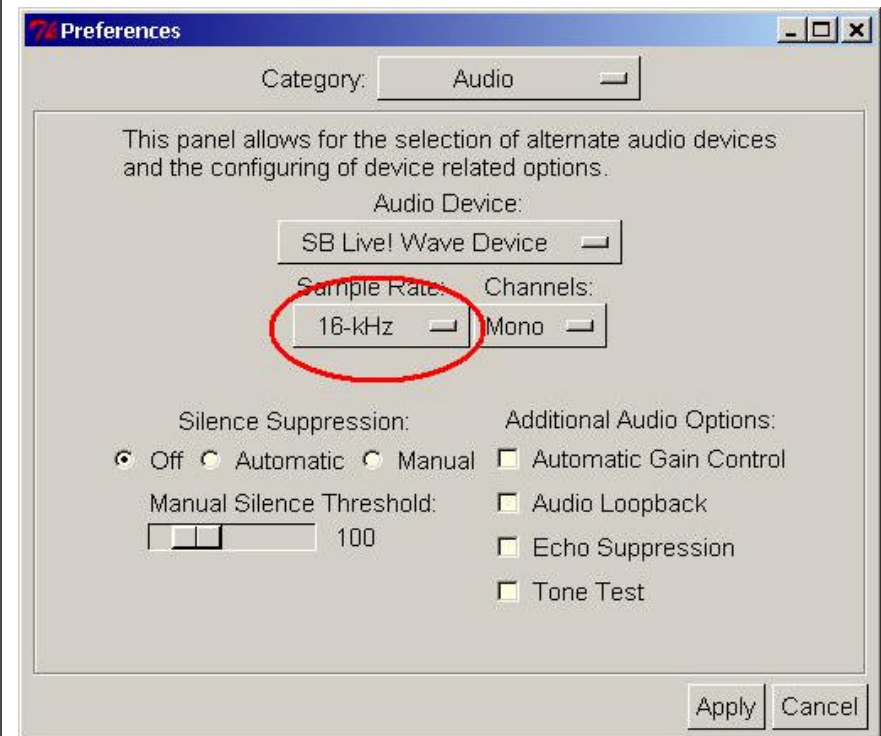 Preferences
Category: Audio
This panel allows for the selection of alternate audio devices
and the configuring of device related options.
Audio Device:
SB Live! Wave Device
Sample Rate: Channels:
16-kHz Mono
Silence Suppression: Additional Audio Options:
Off Automatic Manual Automatic Gain Control
Manual Silence Threshold: Audio Loopback
100
Echo Suppression
Tone Test
Apply Cancel